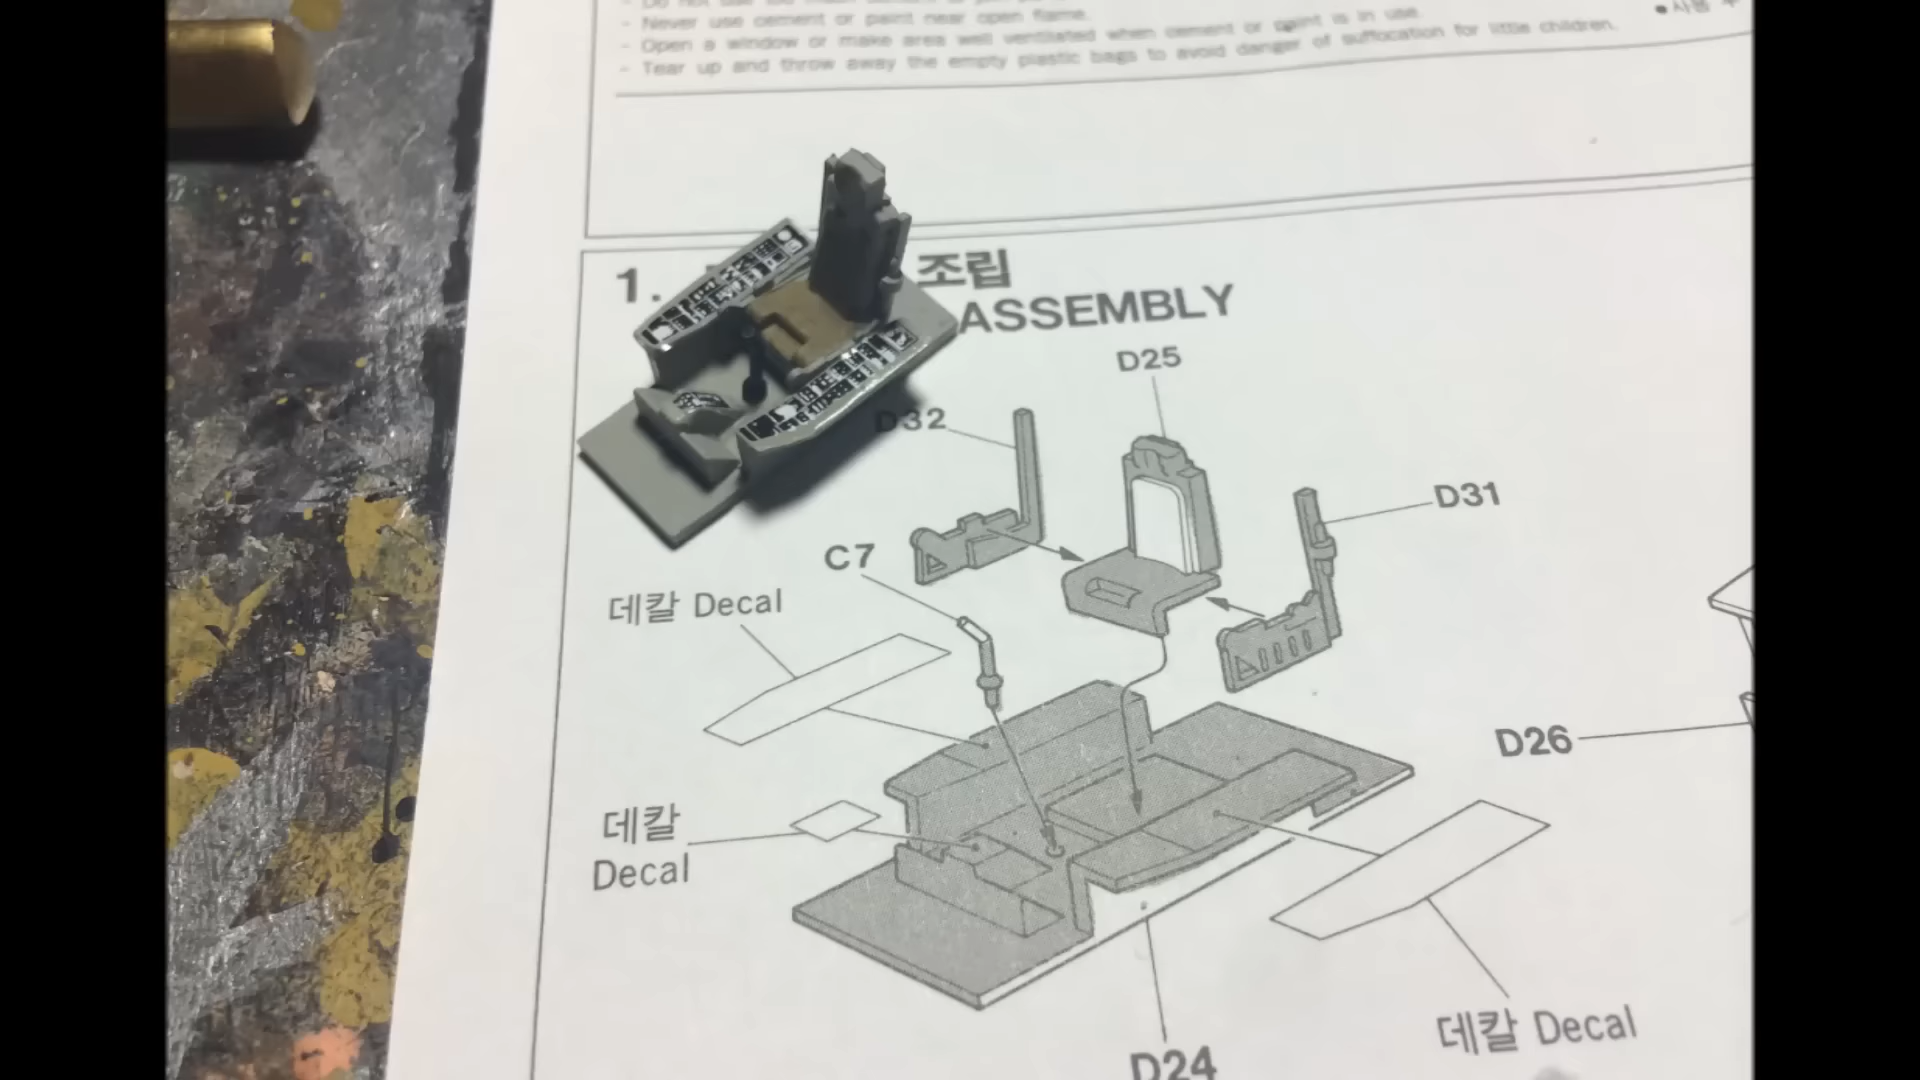 - Never use cement or paint near open flame.
- Open a window or make area well ventilated when cement or paint is in use.
- Tear up and throw away the empty plastic bags to avoid danger of suffocation for little children.
1. 조립
ASSEMBLY
D25
D32
D31
C7
데칼 Decal
D26
데칼
Decal
데칼 Decal
D24